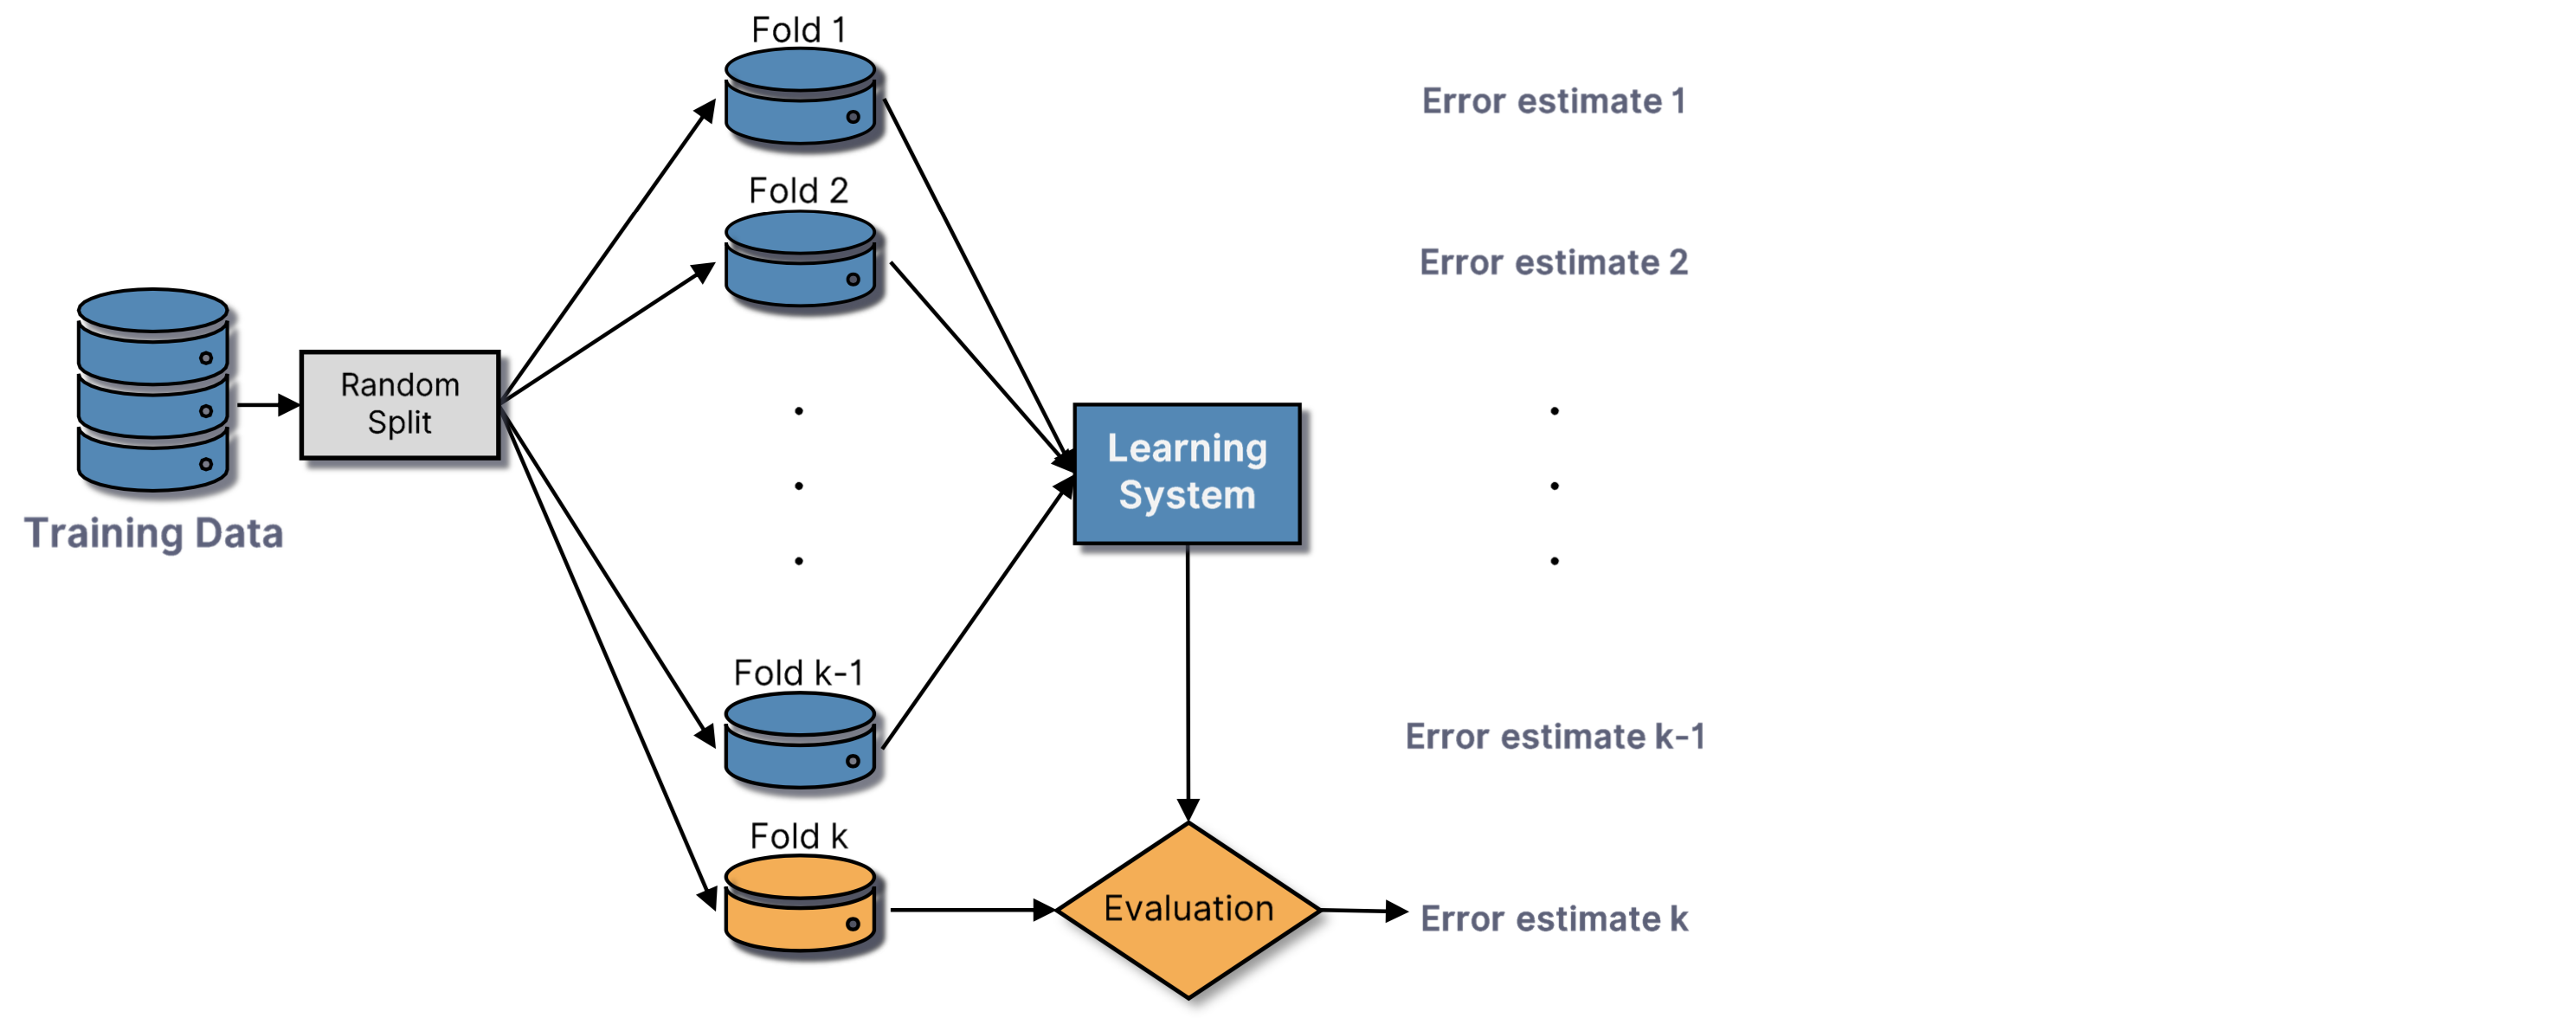 Fold 1
Error estimate 1
Fold 2
Error estimate 2
Random
Split
Training Data
Learning
System
Fold k-1
Error estimate k-1
Fold k
Evaluation
Error estimate k